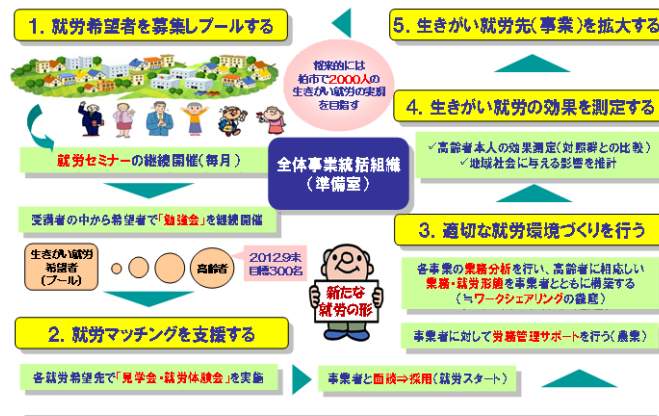 1. 就労希望者を募集しプールする
将来的には
柏市で2000人の
生きがい就労の実現
を目指す
就労セミナーの継続開催(毎月)
受講者の中から希望者で「勉強会」を継続開催
生きがい就労
希望者
(プール)
高齢者
2012.9末
目標300名
2. 就労マッチングを支援する
各就労希望先で「見学会・就労体験会」を実施
事業者と面談⇒採用(就労スタート)
全体事業統括組織
(準備室)
新たな
就労の形
3. 適切な就労環境づくりを行う
各事業の業務分析を行い、高齢者に相応しい
業務・就労形態を事業者とともに構築する
(≒ワークシェアリングの徹底)
事業者に対して労務管理サポートを行う(農業)
4. 生きがい就労の効果を測定する
✓高齢者本人の効果測定(対照群との比較)
✓地域社会に与える影響を推計
5. 生きがい就労先(事業)を拡大する